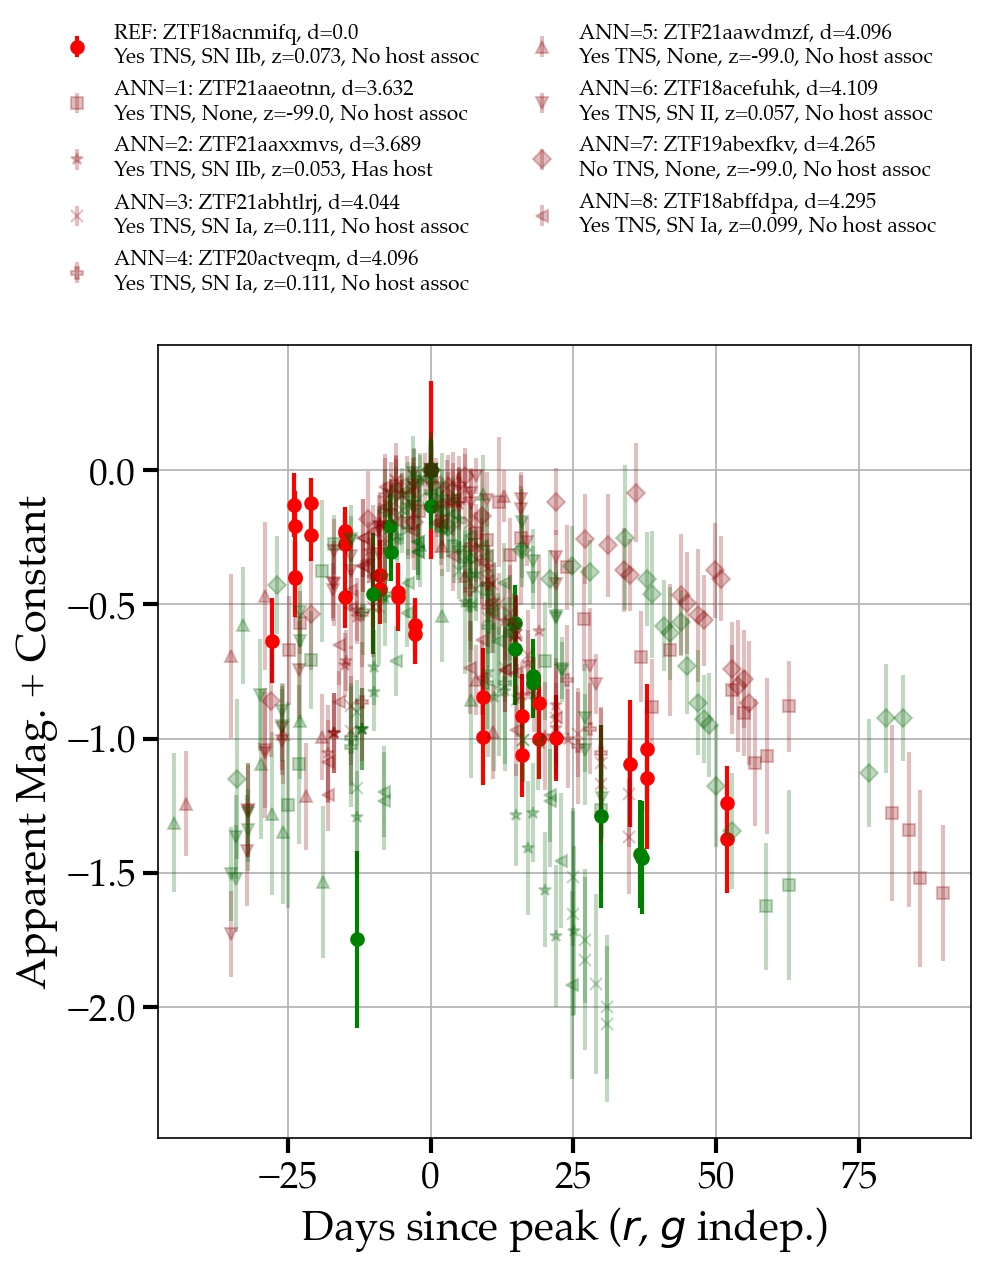 REF: ZTF18acnmifq, d=0.0
Yes TNS, SN IIb, z=0.073, No host assoc
ANN=1: ZTF21aaeotnn, d=3.632
Yes TNS, None, z=-99.0, No host assoc
ANN=2: ZTF21aaxxmvs, d=3.689
Yes TNS, SN IIb, z=0.053, Has host
ANN=3: ZTF21abhtlrj, d=4.044
Yes TNS, SN Ia, z=0.111, No host assoc
ANN=4: ZTF20actveqm, d=4.096
Yes TNS, SN Ia, z=0.111, No host assoc
ANN=5: ZTF21aawdmzf, d=4.096
Yes TNS, None, z=-99.0, No host assoc
ANN=6: ZTF18acefuhk, d=4.109
Yes TNS, SN II, z=0.057, No host assoc
ANN=7: ZTF19abexfkv, d=4.265
No TNS, None, z=-99.0, No host assoc
ANN=8: ZTF18abffdpa, d=4.295
Yes TNS, SN Ia, z=0.099, No host assoc
Apparent Mag. + Constant
0.0
−0.5
−1.0
−1.5
−2.0
−25 0 25 50 75
Days since peak (r, g indep.)